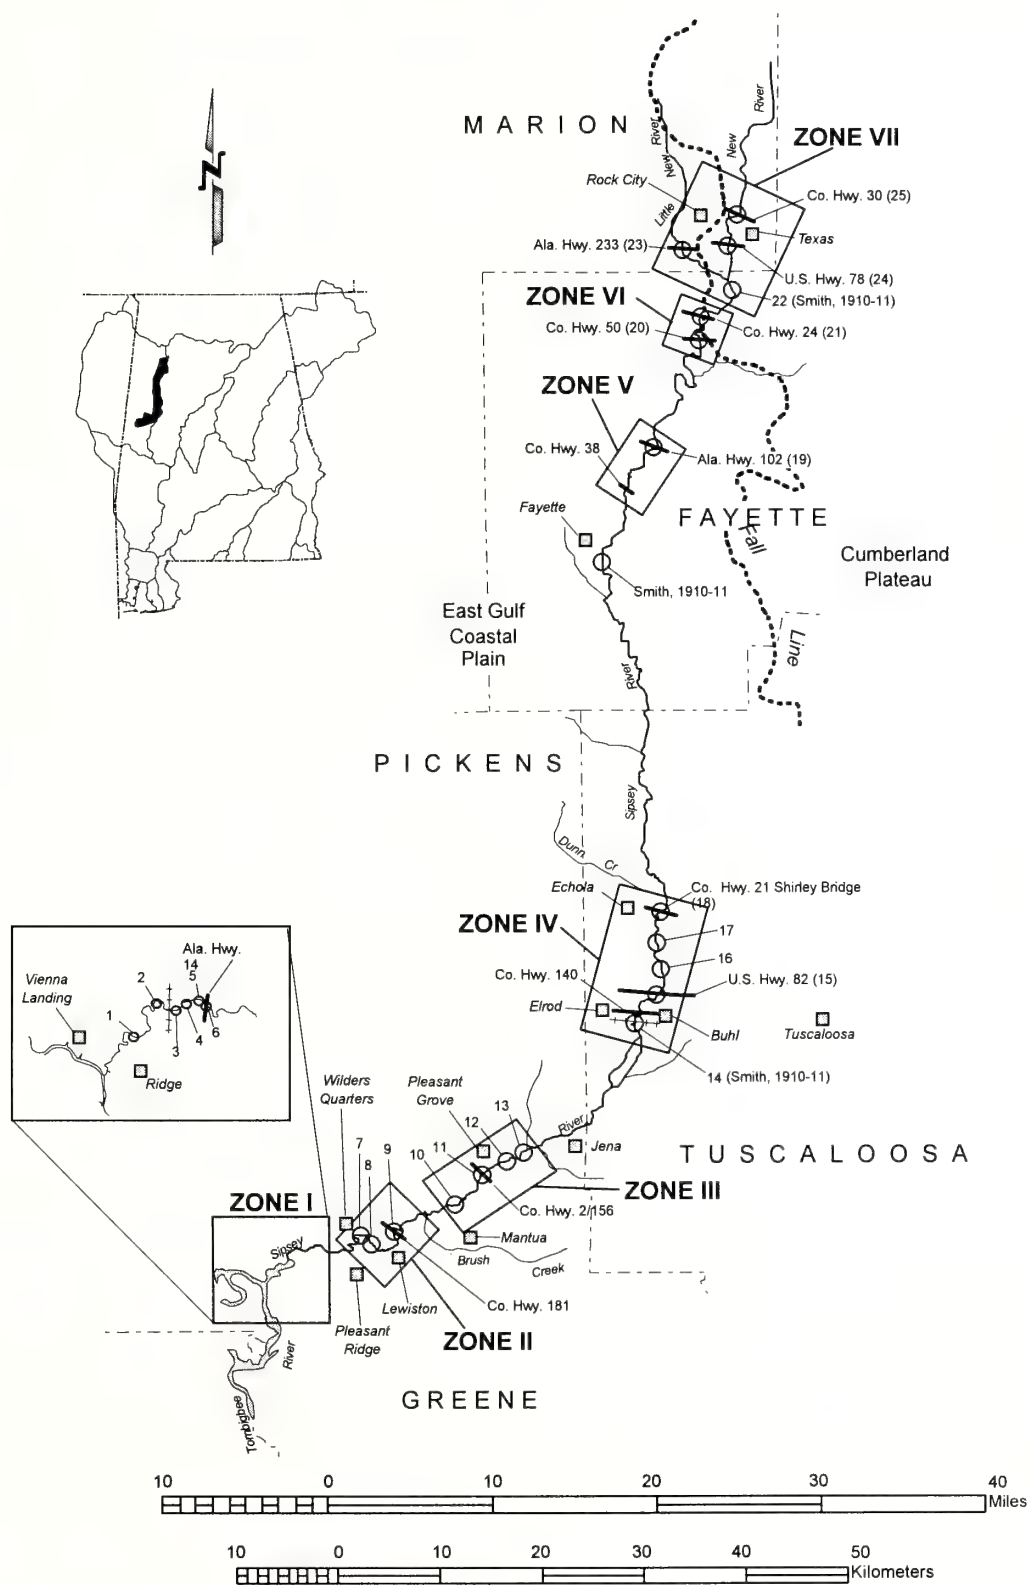 MARION
River
New
River
New
ZONE VII
Rock City
Little
Co. Hwy. 30 (25)
Texas
Ala. Hwy. 233 (23)
U.S. Hwy. 78 (24)
22 (Smith, 1910-11)
ZONE VI
Co. Hwy. 50 (20)
Co. Hwy. 24 (21)
ZONE V
Co. Hwy. 38
Ala. Hwy. 102 (19)
Fayette
FAYETTE
Fall
Cumberland
Plateau
Smith, 1910-11
East Gulf
Coastal
Plain
Line
River
PICKENS
Sipsey
Dunn Cr
Echola
Co. Hwy. 21 Shirley Bridge
(18)
ZONE IV
17
16
Co. Hwy. 140
U.S. Hwy. 82 (15)
Elrod
Buhl
Tuscaloosa
14 (Smith, 1910-11)
Ala. Hwy.
14
Vienna
Landing
2
5
1
3
4
6
Ridge
Wilders
Quarters
Pleasant
Grove
13
12
11
10
River
Jena
TUSCALOOSA
7
8
9
ZONE III
ZONE I
Co. Hwy. 2/156
Mantua
Sipsey
Brush
Creek
Lewiston
Co. Hwy. 181
Pleasant
Ridge
ZONE II
River
GREENE
Tombigbee
10 0 10 20 30 40
Miles
10 0 10 20 30 40 50
Kilometers